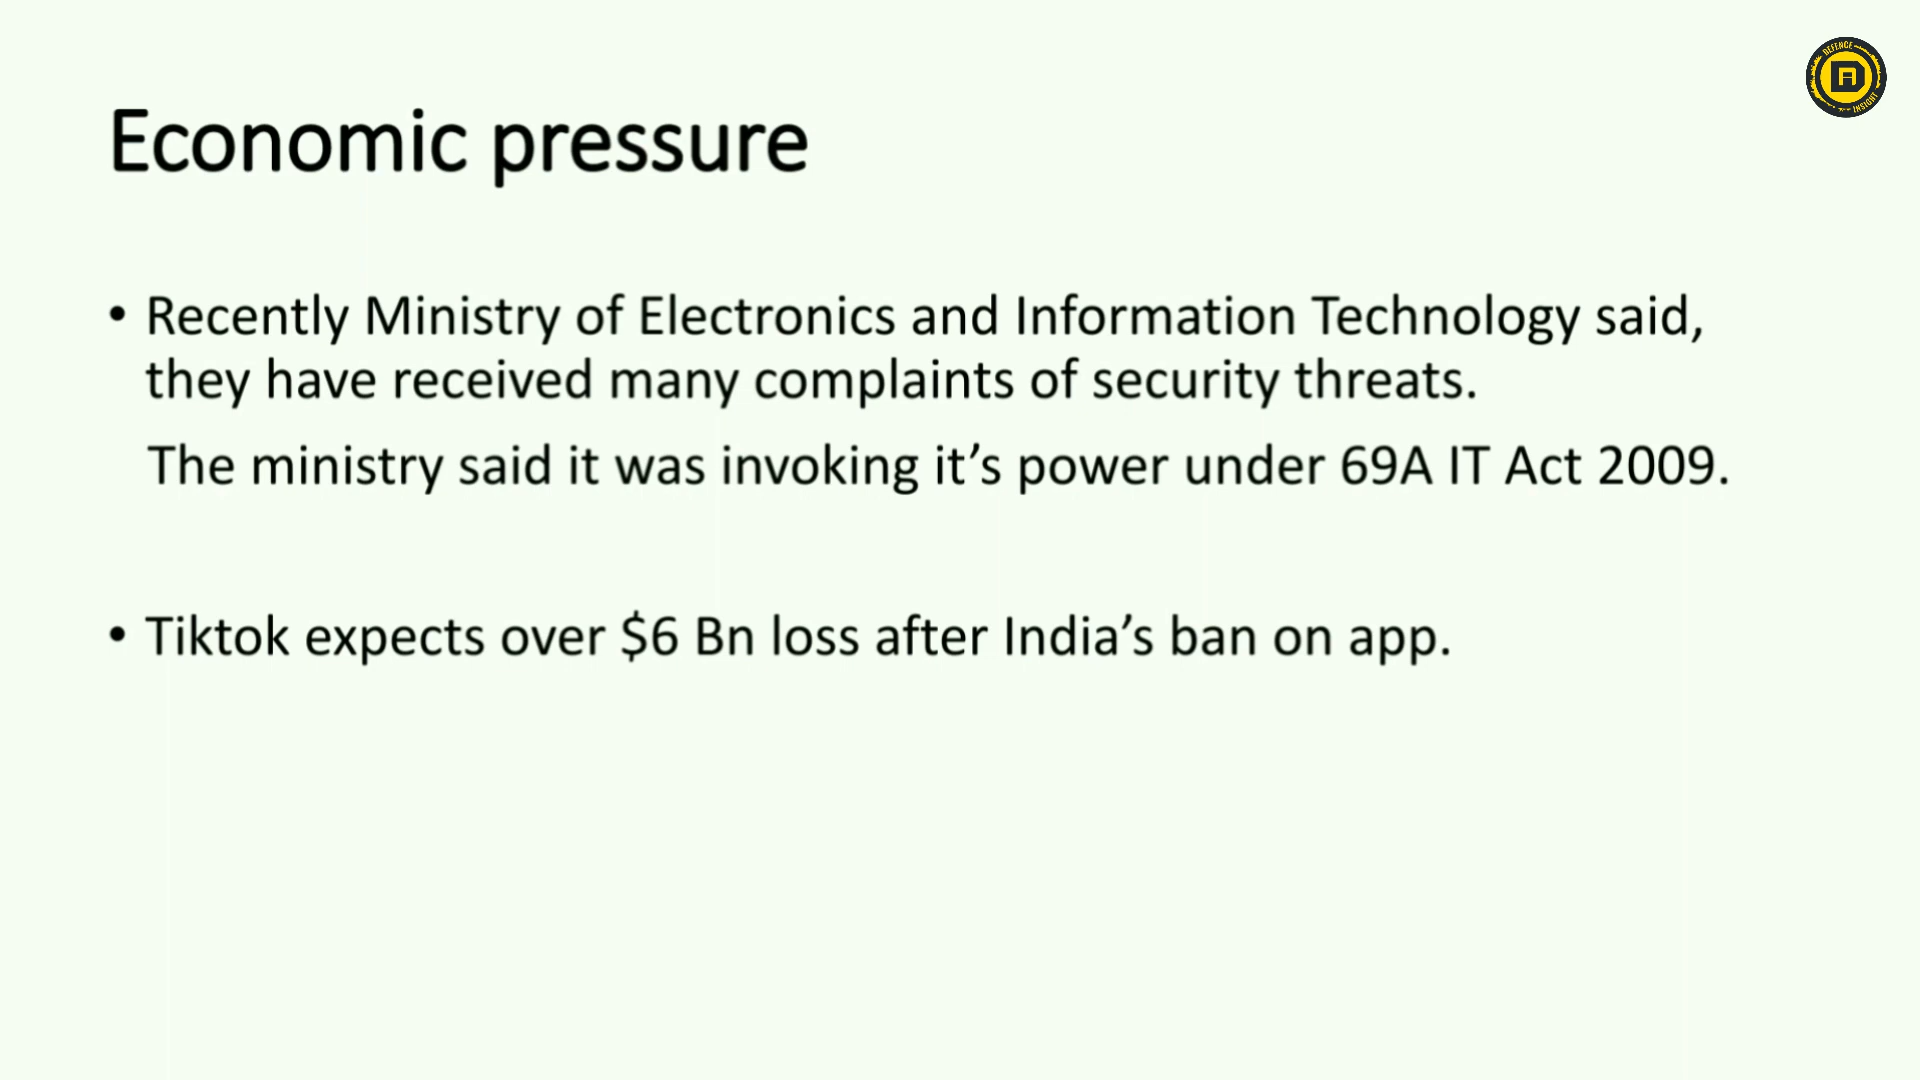 DEFENCE
INSIGHT
Economic pressure
• Recently Ministry of Electronics and Information Technology said,
they have received many complaints of security threats.
The ministry said it was invoking it’s power under 69A IT Act 2009.
• Tiktok expects over $6 Bn loss after India’s ban on app.